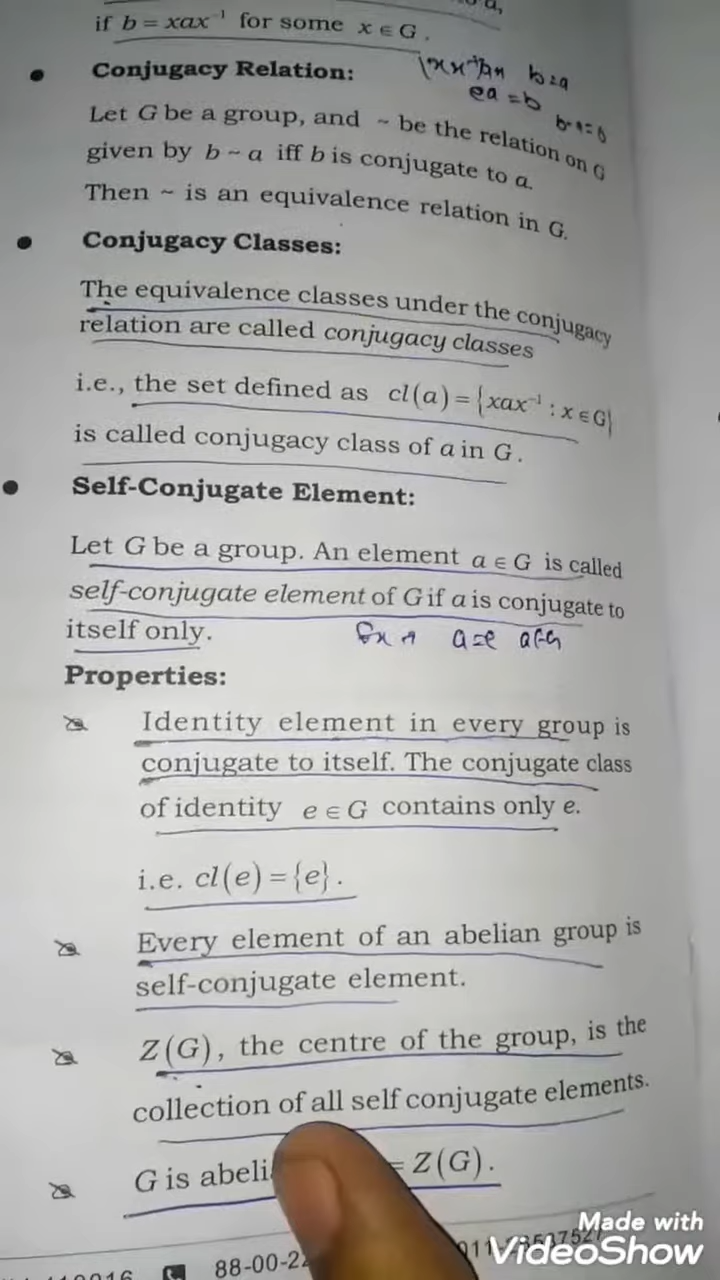 if b = xax⁻¹ for some x ∈ G.
• Conjugacy Relation:
b=a
ea = b
Let G be a group, and ~ be the relation on G
given by b ~ a iff b is conjugate to a.
Then ~ is an equivalence relation in G.
• Conjugacy Classes:
The equivalence classes under the conjugacy
relation are called conjugacy classes
i.e., the set defined as cl(a) = {xax⁻¹ : x ∈ G}
is called conjugacy class of a in G.
• Self-Conjugate Element:
Let G be a group. An element a ∈ G is called
self-conjugate element of G if a is conjugate to
itself only.
Ex → a=e a∈G
Properties:
Identity element in every group is
conjugate to itself. The conjugate class
of identity e ∈ G contains only e.
i.e. cl(e) = {e}.
Every element of an abelian group is
self-conjugate element.
Z(G), the centre of the group, is the
collection of all self conjugate elements.
G is abeli = Z(G).
Made with
VideoShow
88-00-2